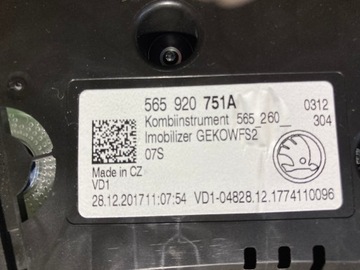 565 920 751A
Kombiinstrument 565 260__ 0312
Imobilizer GEKOWFS2 304
07S
Made in CZ
VD1
28.12.201711:07:54 VD1-04828.12.1774110096